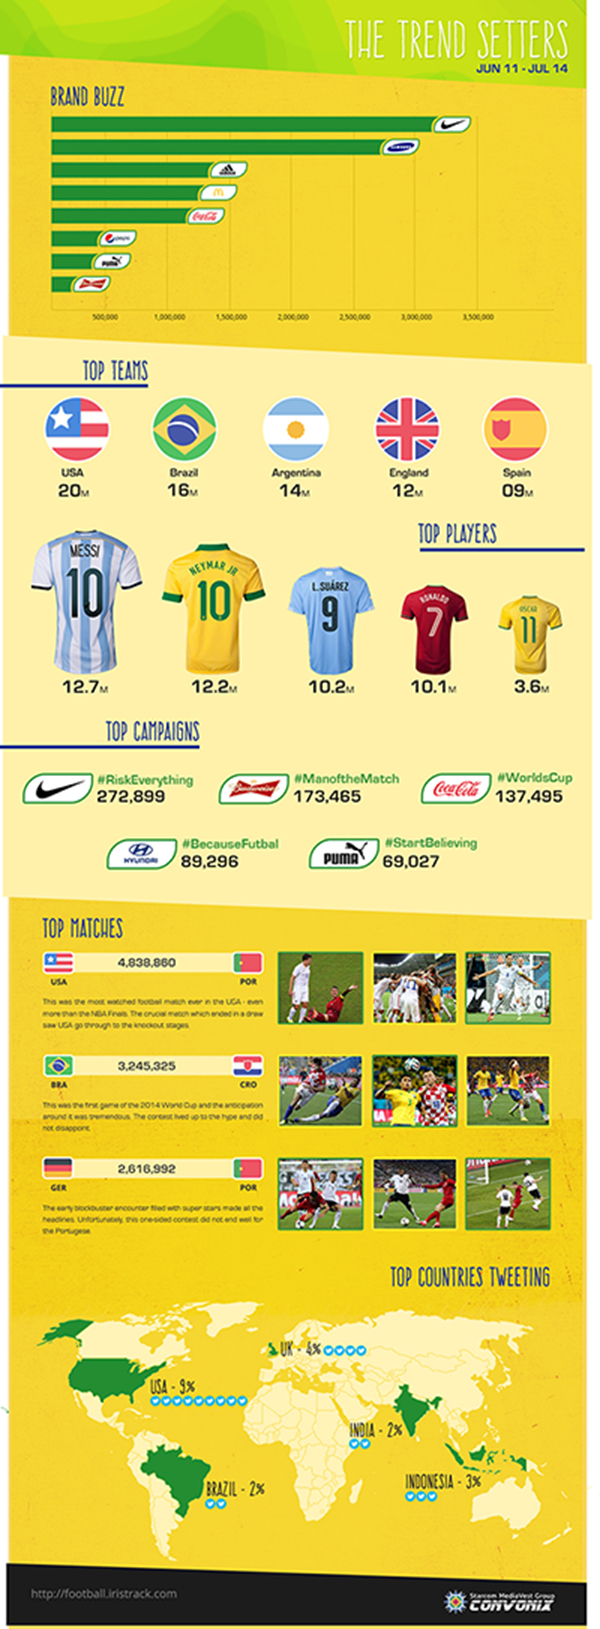 THE TREND SETTERS
JUN 11 - JUL 14
BRAND BUZZ
SAMSUNG
adidas
Coca-Cola
pepsi
PUMA
500,000 1,000,000 1,500,000 2,000,000 2,500,000 3,000,000 3,500,000
TOP TEAMS
USA Brazil Argentina England Spain
20M 16M 14M 12M 09M
TOP PLAYERS
MESSI
10
NEYMAR JR
10
L.SUÁREZ
9
RONALDO
7
OSCAR
11
12.7M 12.2M 10.2M 10.1M 3.6M
TOP CAMPAIGNS
#RiskEverything
272,899
Budweiser
#ManoftheMatch
173,465
Coca-Cola
#WorldsCup
137,495
HYUNDAI
#BecauseFutbal
89,296
PUMA
#StartBelieving
69,027
TOP MATCHES
4,838,860
USA POR
This was the most watched football match ever in the UGA - even
more than the NBA Finals. The crucial match which ended in a draw
saw UGA go through to the knockout stages.
3,245,325
BRA CRO
This was the first game of the 2014 World Cup and the anticipation
around it was tremendous. The contest lived up to the hype and did
not disappoint.
2,616,992
GER POR
The early blockbuster encounter filled with super stars made all the
headlines. Unfortunately, this one-sided contest did not end well for
the Portugese.
TOP COUNTRIES TWEETING
UK - 4%
USA - 9%
INDIA - 2%
INDONESIA - 3%
BRAZIL - 2%
http://football.iristrack.com
Starcom MediaVest Group
CONVONIX